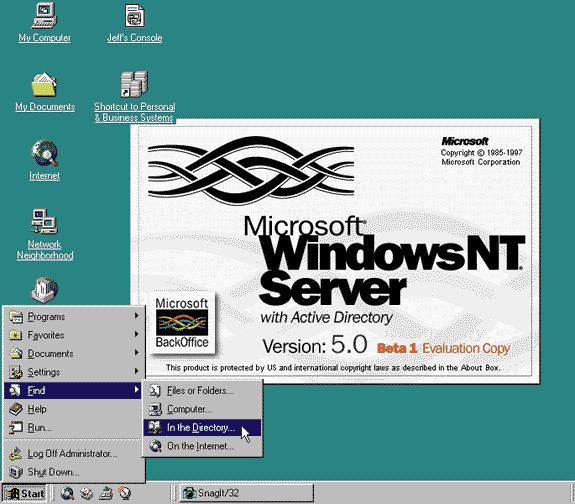 My Computer
Jeff's Console
My Documents
Shortcut to Personal
& Business Systems
Internet
Network
Neighborhood
Microsoft
Copyright © 1985-1997
Microsoft Corporation
Microsoft
Windows NT
Server
with Active Directory
Microsoft
BackOffice
Version: 5.0 Beta 1 Evaluation Copy
This product is protected by US and international copyright laws as described in the About Box.
Programs
Favorites
Documents
Settings
Find
Help
Run...
Log Off Administrator...
Shut Down...
Files or Folders...
Computer...
In the Directory...
On the Internet...
Start
SnagIt/32